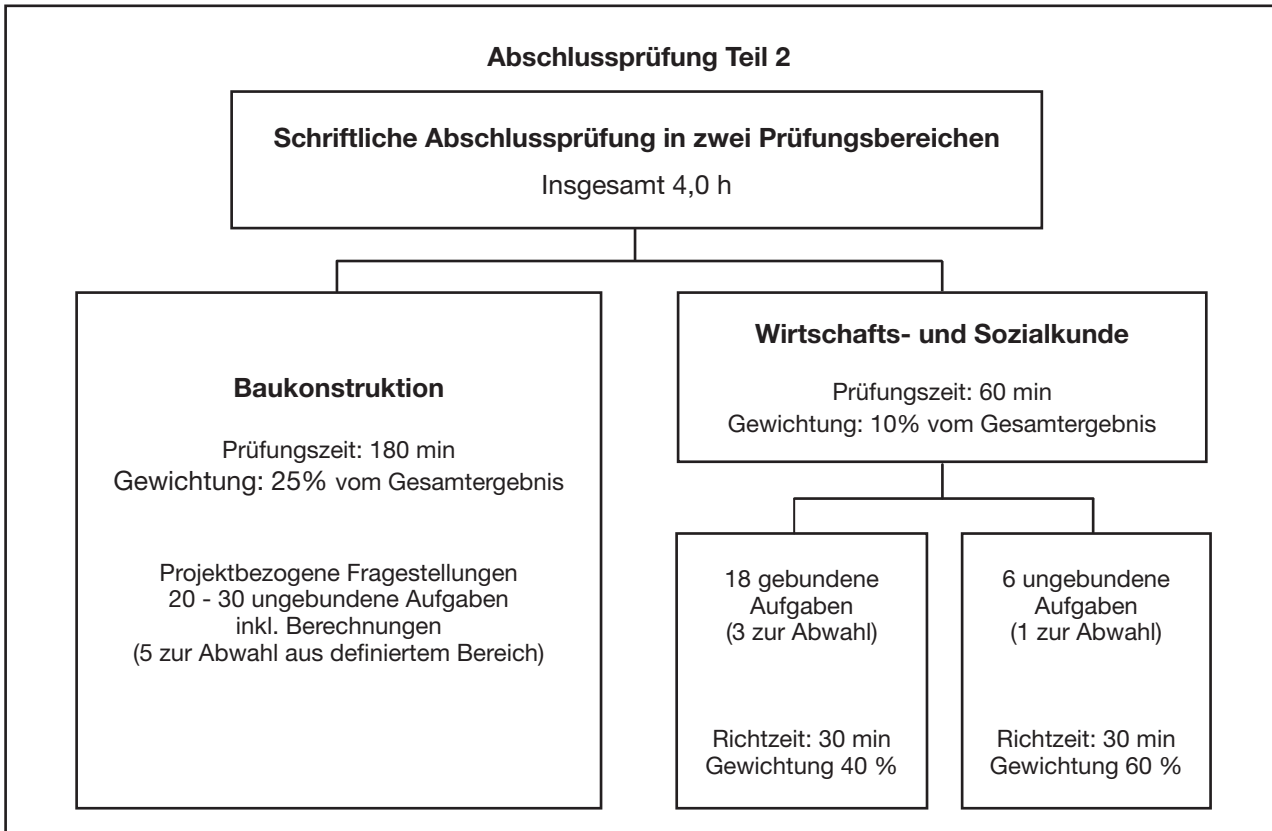 Abschlussprüfung Teil 2
Schriftliche Abschlussprüfung in zwei Prüfungsbereichen
Insgesamt 4,0 h
Baukonstruktion
Prüfungszeit: 180 min
Gewichtung: 25% vom Gesamtergebnis
Projektbezogene Fragestellungen
20 - 30 ungebundene Aufgaben
inkl. Berechnungen
(5 zur Abwahl aus definiertem Bereich)
Wirtschafts- und Sozialkunde
Prüfungszeit: 60 min
Gewichtung: 10% vom Gesamtergebnis
18 gebundene
Aufgaben
(3 zur Abwahl)
Richtzeit: 30 min
Gewichtung 40 %
6 ungebundene
Aufgaben
(1 zur Abwahl)
Richtzeit: 30 min
Gewichtung 60 %